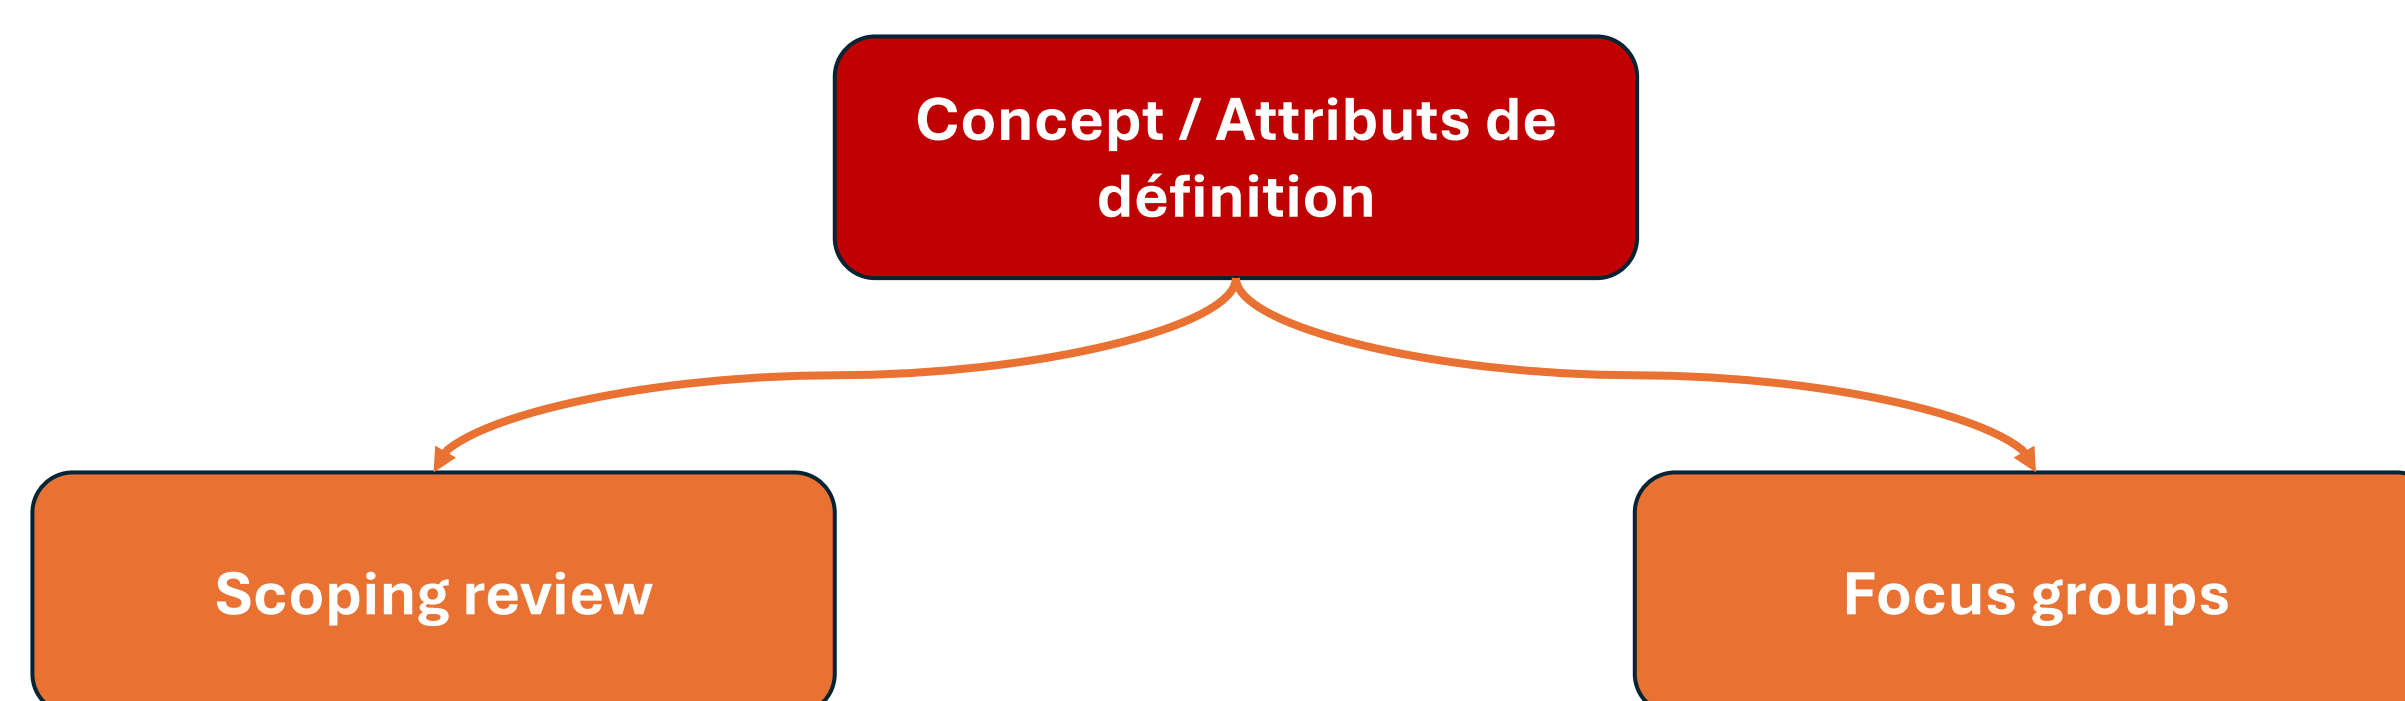 Concept / Attributs de
définition
Scoping review
Focus groups